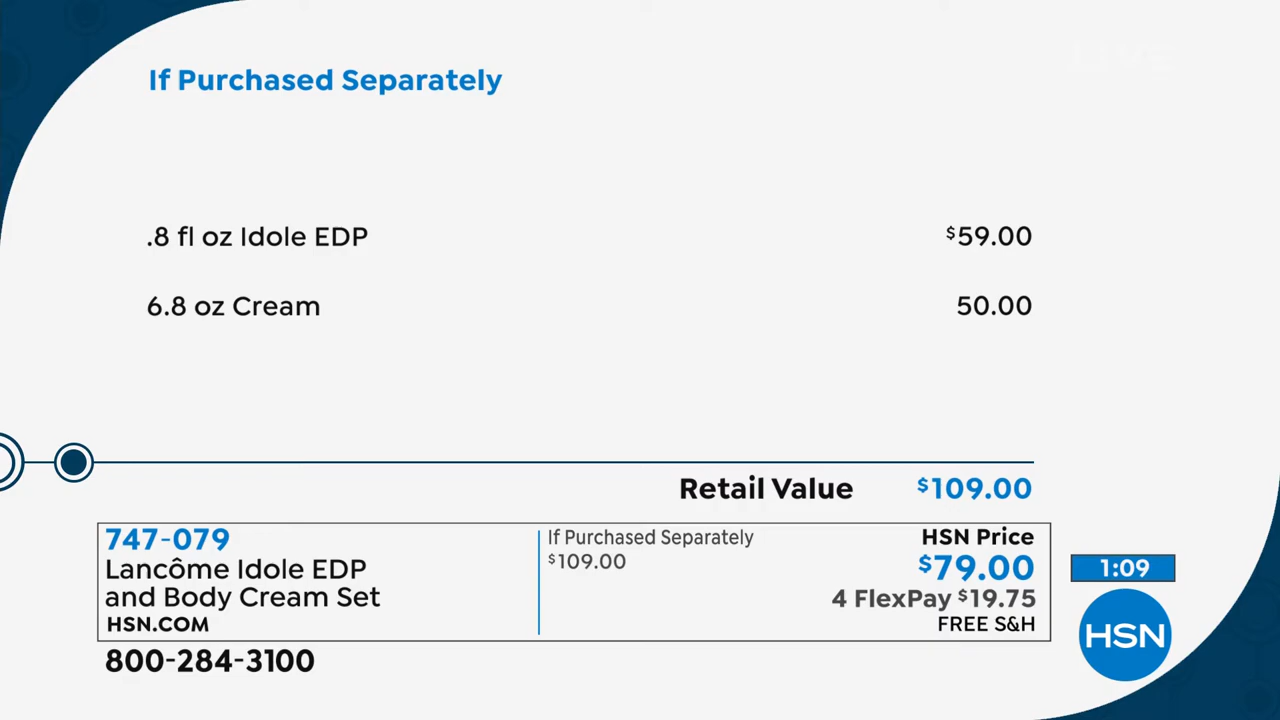 LIVE
If Purchased Separately
.8 fl oz Idole EDP $59.00
6.8 oz Cream 50.00
Retail Value $109.00
747-079
Lancôme Idole EDP
and Body Cream Set
HSN.COM
If Purchased Separately
$109.00
HSN Price
$79.00
4 FlexPay $19.75
FREE S&H
1:09
HSN
800-284-3100